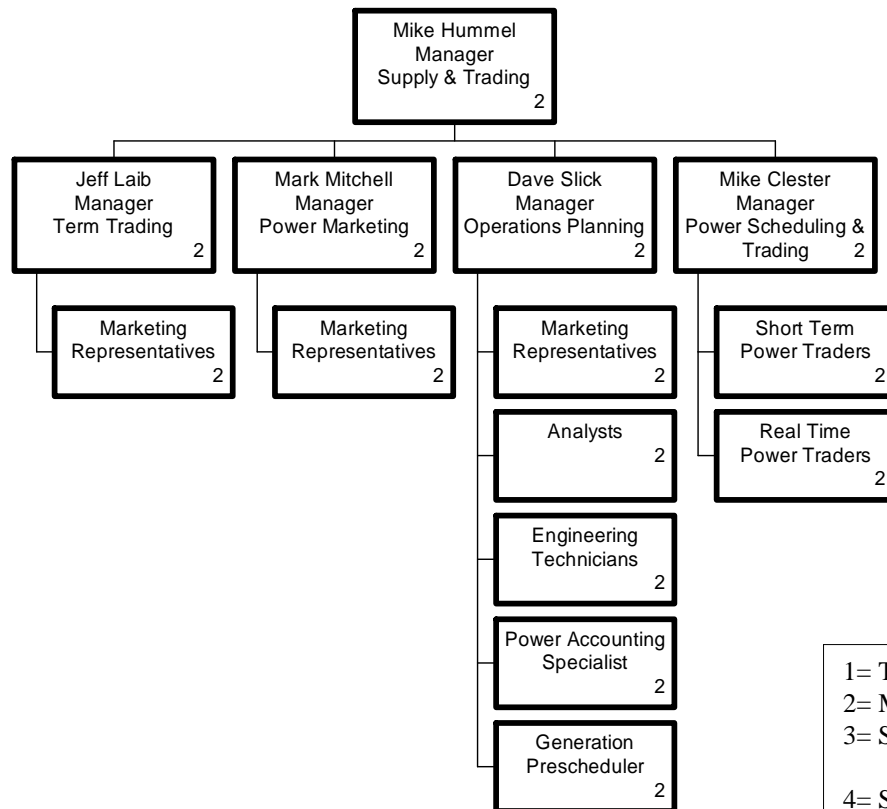 Mike Hummel
Manager
Supply & Trading
2
Jeff Laib
Manager
Term Trading
2
Mark Mitchell
Manager
Power Marketing
2
Dave Slick
Manager
Operations Planning
2
Mike Clester
Manager
Power Scheduling &
Trading 2
Marketing
Representatives
2
Marketing
Representatives
2
Marketing
Representatives
2
Analysts
2
Engineering
Technicians
2
Power Accounting
Specialist
2
Generation
Prescheduler
2
Short Term
Power Traders
2
Real Time
Power Traders
2
1=
2=
3=
4=